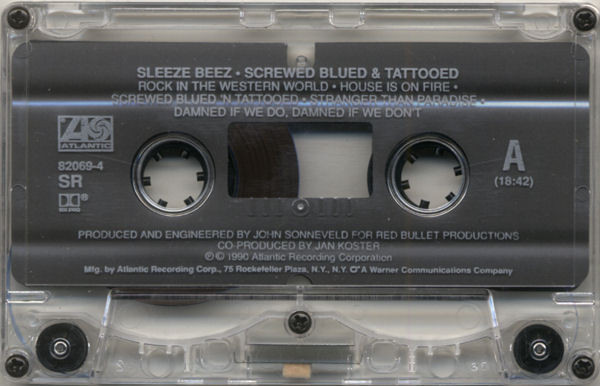 SLEEZE BEEZ • SCREWED BLUED & TATTOOED
ROCK IN THE WESTERN WORLD • HOUSE IS ON FIRE •
SCREWED BLUED 'N TATTOOED • STRANGER THAN PARADISE •
DAMNED IF WE DO, DAMNED IF WE DON'T
ATLANTIC
82069-4
SR
A
(18:42)
PRODUCED AND ENGINEERED BY JOHN SONNEVELD FOR RED BULLET PRODUCTIONS
CO-PRODUCED BY JAN KOSTER
℗© 1990 Atlantic Recording Corporation
Mfg. by Atlantic Recording Corp., 75 Rockefeller Plaza, N.Y., N.Y. A Warner Communications Company